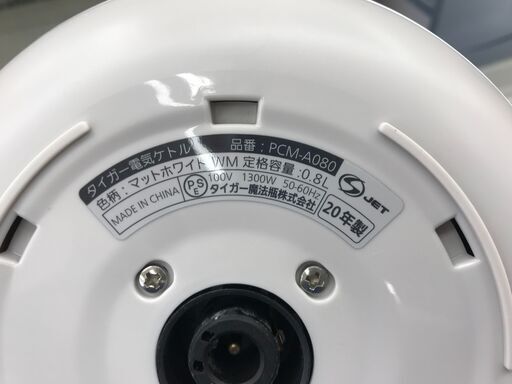 タイガー電気ケトル 品番：PCM-A080
色柄：マットホワイト WM 定格容量：0.8L
100V 1300W 50-60Hz
MADE IN CHINA PS E タイガー魔法瓶株式会社
S JET
20年製